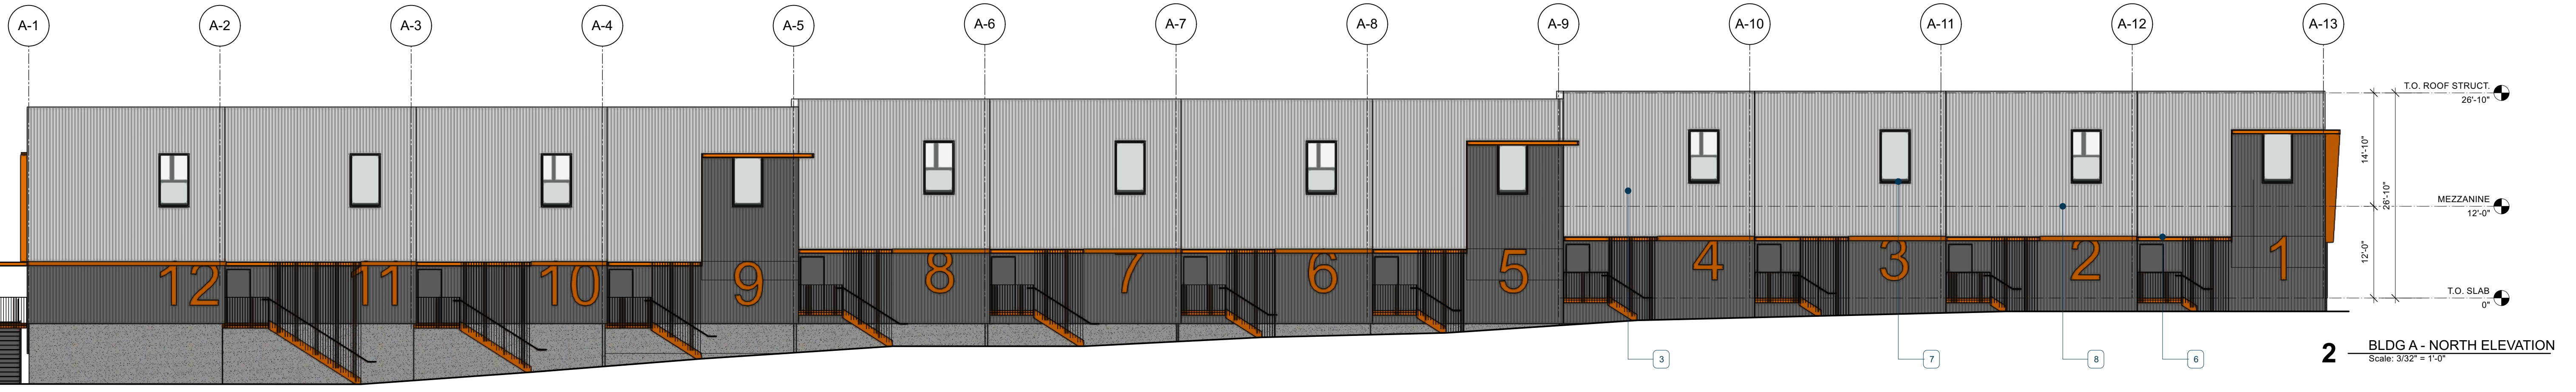 A-1 A-2 A-3 A-4 A-5 A-6 A-7 A-8 A-9 A-10 A-11 A-12 A-13
T.O. ROOF STRUCT.
26'-10"
14'-10"
26'-10"
MEZZANINE
12'-0"
12'-0"
T.O. SLAB
0"
12 11 10 9 8 7 6 5 4 3 2 1
3 7 8 6
2 BLDG A - NORTH ELEVATION
Scale: 3/32" = 1'-0"